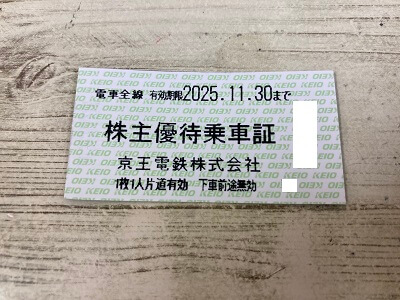 電車全線 有効期限2025.11.30まで
株主優待乗車証
京王電鉄株式会社
1枚1人片道有効 下車前途無効